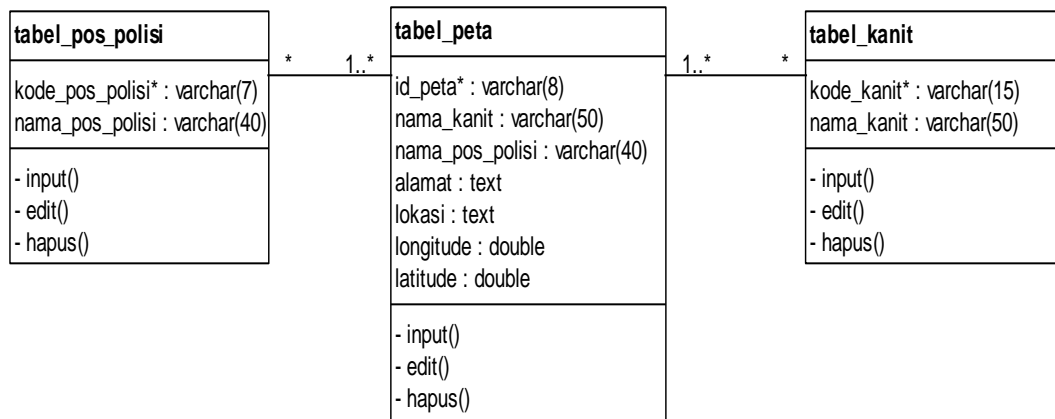 tabel_pos_polisi
kode_pos_polisi* : varchar(7)
nama_pos_polisi : varchar(40)
- input()
- edit()
- hapus()
* 1..*
tabel_peta
id_peta* : varchar(8)
nama_kanit : varchar(50)
nama_pos_polisi : varchar(40)
alamat : text
lokasi : text
longitude : double
latitude : double
- input()
- edit()
- hapus()
1..* *
tabel_kanit
kode_kanit* : varchar(15)
nama_kanit : varchar(50)
- input()
- edit()
- hapus()